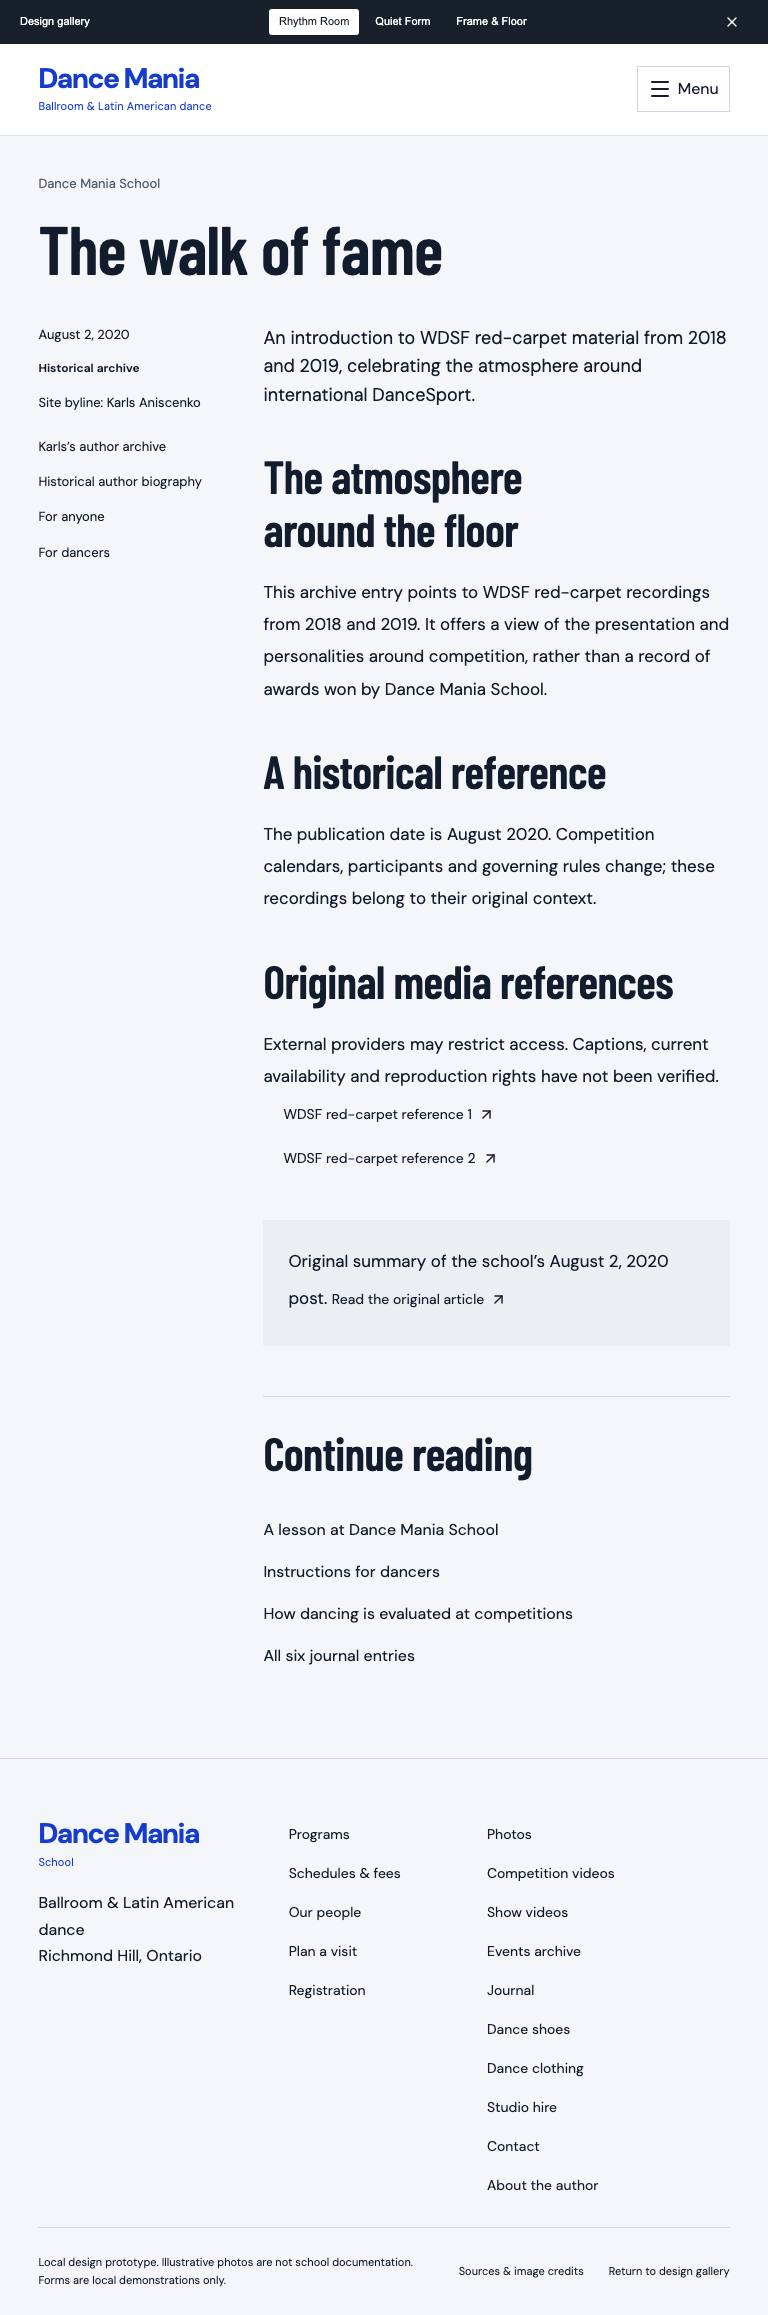 Design gallery
Rhythm Room
Quiet Form
Frame & Floor
Dance Mania
Ballroom & Latin American dance
Menu
Dance Mania School
The walk of fame
August 2, 2020
Historical archive
Site byline: Karls Aniscenko
Karls’s author archive
Historical author biography
For anyone
For dancers
An introduction to WDSF red-carpet material from 2018
and 2019, celebrating the atmosphere around
international DanceSport.
The atmosphere
around the floor
This archive entry points to WDSF red-carpet recordings
from 2018 and 2019. It offers a view of the presentation and
personalities around competition, rather than a record of
awards won by Dance Mania School.
A historical reference
The publication date is August 2020. Competition
calendars, participants and governing rules change; these
recordings belong to their original context.
Original media references
External providers may restrict access. Captions, current
availability and reproduction rights have not been verified.
WDSF red-carpet reference 1
WDSF red-carpet reference 2
Original summary of the school’s August 2, 2020
post. Read the original article
Continue reading
A lesson at Dance Mania School
Instructions for dancers
How dancing is evaluated at competitions
All six journal entries
Dance Mania
School
Ballroom & Latin American
dance
Richmond Hill, Ontario
Programs
Schedules & fees
Our people
Plan a visit
Registration
Photos
Competition videos
Show videos
Events archive
Journal
Dance shoes
Dance clothing
Studio hire
Contact
About the author
Local design prototype. Illustrative photos are not school documentation.
Forms are local demonstrations only.
Sources & image credits
Return to design gallery